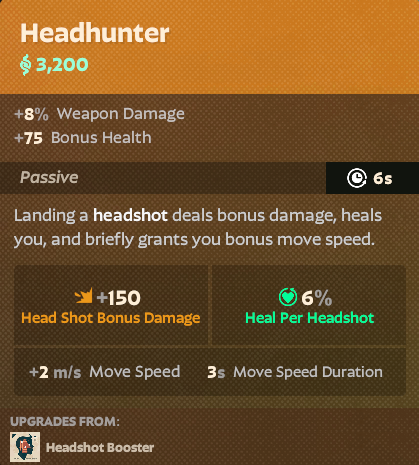 Headhunter
3,200
+8% Weapon Damage
+75 Bonus Health
Passive 6s
Landing a headshot deals bonus damage, heals
you, and briefly grants you bonus move speed.
+150 6%
Head Shot Bonus Damage Heal Per Headshot
+2 m/s Move Speed 3s Move Speed Duration
UPGRADES FROM:
Headshot Booster